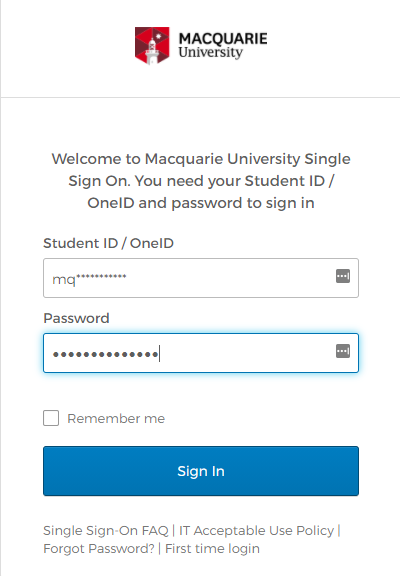 MACQUARIE
University
Welcome to Macquarie University Single
Sign On. You need your Student ID /
OneID and password to sign in
Student ID / OneID
mq***********
Password
••••••••••••••
Remember me
Sign In
Single Sign-On FAQ | IT Acceptable Use Policy |
Forgot Password? | First time login